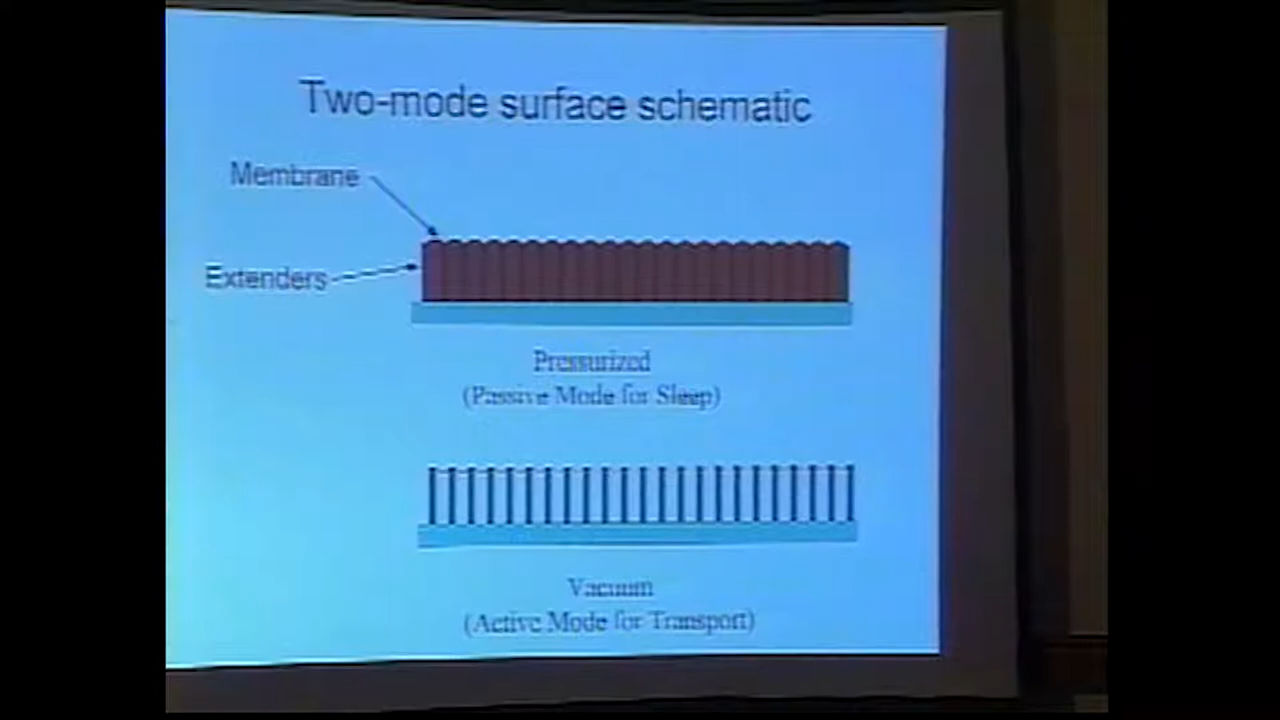 Two-mode surface schematic
Membrane
Extenders
Pressurized
(Passive Mode for Sleep)
Vacuum
(Active Mode for Transport)